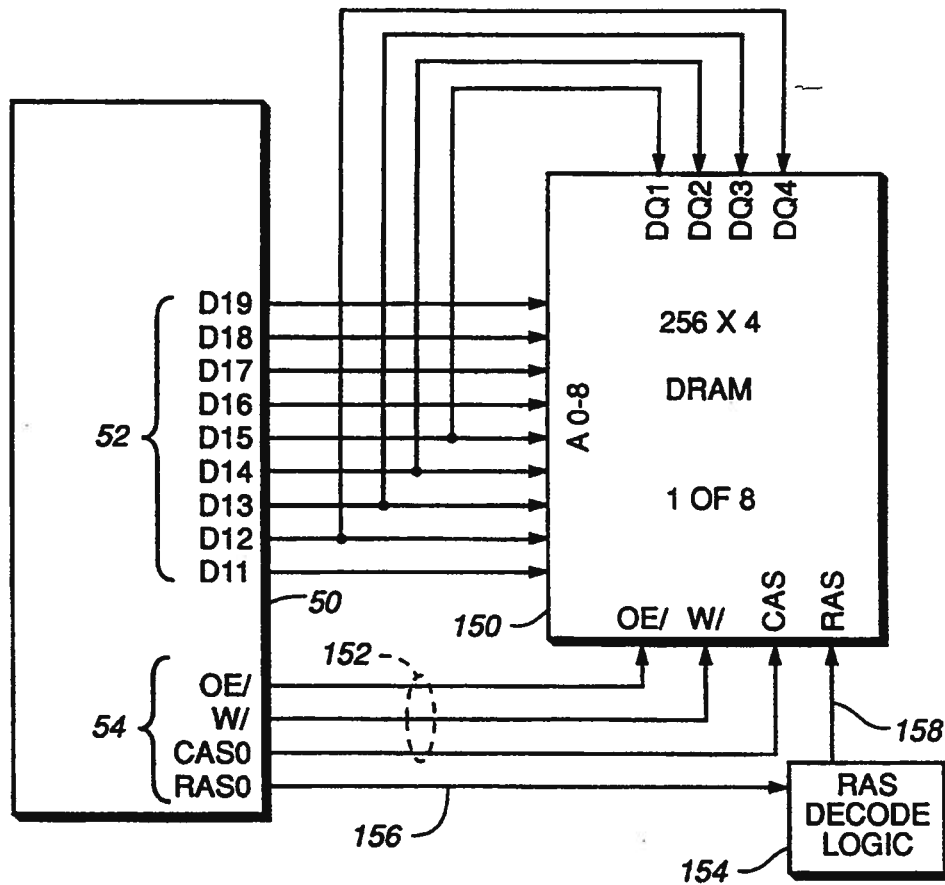 DQ1
DQ2
DQ3
DQ4
D19
D18
D17
D16
D15
D14
D13
D12
D11
52
A 0-8
256 X 4
DRAM
1 OF 8
50
150
OE/
W/
CAS
RAS
152
54
OE/
W/
CAS0
RAS0
156
158
RAS
DECODE
LOGIC
154